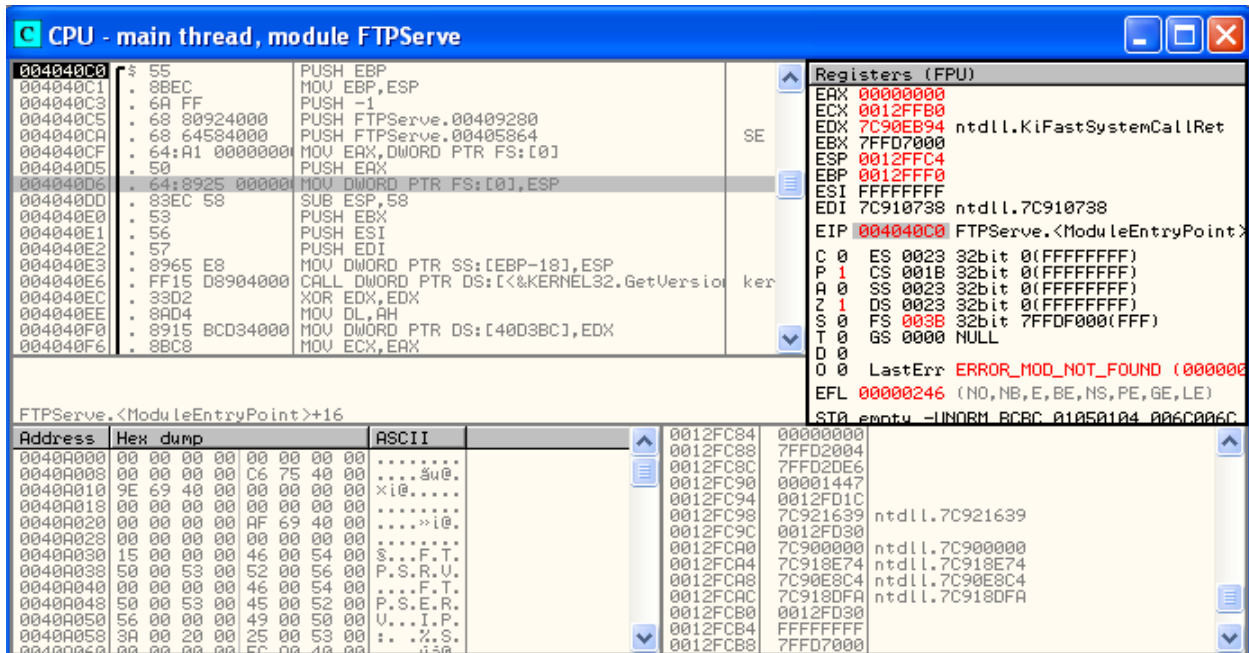 CPU - main thread, module FTPServe
004040C0 $ 55 PUSH EBP
004040C1 . 8BEC MOV EBP,ESP
004040C3 . 6A FF PUSH -1
004040C5 . 68 80924000 PUSH FTPServe.00409280
004040CA . 68 64584000 PUSH FTPServe.00405864 SE
004040CF . 64:A1 0000000 MOV EAX,DWORD PTR FS:[0]
004040D5 . 50 PUSH EAX
004040D6 . 64:8925 00000 MOV DWORD PTR FS:[0],ESP
004040DD . 83EC 58 SUB ESP,58
004040E0 . 53 PUSH EBX
004040E1 . 56 PUSH ESI
004040E2 . 57 PUSH EDI
004040E3 . 8965 E8 MOV DWORD PTR SS:[EBP-18],ESP
004040E6 . FF15 D8904000 CALL DWORD PTR DS:[<&KERNEL32.GetVersio ker
004040EC . 33D2 XOR EDX,EDX
004040EE . 8AD4 MOV DL,AH
004040F0 . 8915 BCD34000 MOV DWORD PTR DS:[40D3BC],EDX
004040F6 . 8BC8 MOV ECX,EAX
FTPServe.<ModuleEntryPoint>+16
Registers (FPU)
EAX 00000000
ECX 0012FFB0
EDX 7C90EB94 ntdll.KiFastSystemCallRet
EBX 7FFD7000
ESP 0012FFC4
EBP 0012FFF0
ESI FFFFFFFF
EDI 7C910738 ntdll.7C910738
EIP 004040C0 FTPServe.<ModuleEntryPoint>
C 0 ES 0023 32bit 0(FFFFFFFF)
P 1 CS 001B 32bit 0(FFFFFFFF)
A 0 SS 0023 32bit 0(FFFFFFFF)
Z 1 DS 0023 32bit 0(FFFFFFFF)
S 0 FS 003B 32bit 7FFDF000(FFF)
T 0 GS 0000 NULL
D 0
O 0 LastErr ERROR_MOD_NOT_FOUND (000000
EFL 00000246 (NO,NB,E,BE,NS,PE,GE,LE)
ST0 empty -UNORM BCBC 01050104 006C006C
Address Hex dump ASCII
0040A000 00 00 00 00 00 00 00 00 ........
0040A008 00 00 00 00 C6 75 40 00 ....ãu@.
0040A010 9E 69 40 00 00 00 00 00 ×i@.....
0040A018 00 00 00 00 00 00 00 00 ........
0040A020 00 00 00 00 AF 69 40 00 ....»i@.
0040A028 00 00 00 00 00 00 00 00 ........
0040A030 15 00 00 00 46 00 54 00 §...F.T.
0040A038 50 00 53 00 52 00 56 00 P.S.R.V.
0040A040 00 00 00 00 46 00 54 00 ....F.T.
0040A048 50 00 53 00 45 00 52 00 P.S.E.R.
0040A050 56 00 00 00 49 00 50 00 V...I.P.
0040A058 3A 00 20 00 25 00 53 00 :. .%.S.
0012FC84 00000000
0012FC88 7FFD2004
0012FC8C 7FFD2DE6
0012FC90 00001447
0012FC94 0012FD1C
0012FC98 7C921639 ntdll.7C921639
0012FC9C 0012FD30
0012FCA0 7C900000 ntdll.7C900000
0012FCA4 7C918E74 ntdll.7C918E74
0012FCA8 7C90E8C4 ntdll.7C90E8C4
0012FCAC 7C918DFA ntdll.7C918DFA
0012FCB0 0012FD30
0012FCB4 FFFFFFFF
0012FCB8 7FFD7000